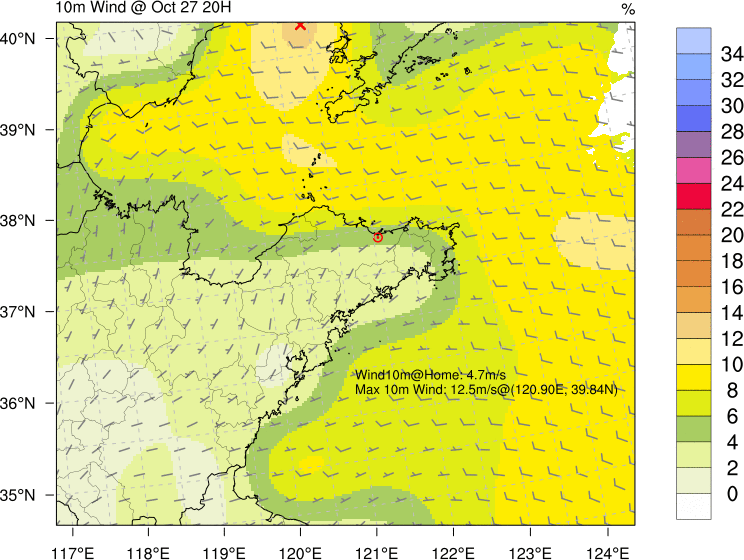 10m Wind @ Oct 27 20H
%
40°N
39°N
38°N
37°N
36°N
35°N
117°E
118°E
119°E
120°E
121°E
122°E
123°E
124°E
Wind10m@Home: 4.7m/s
Max 10m Wind: 12.5m/s@(120.90E, 39.84N)
34
32
30
28
26
24
22
20
18
16
14
12
10
8
6
4
2
0